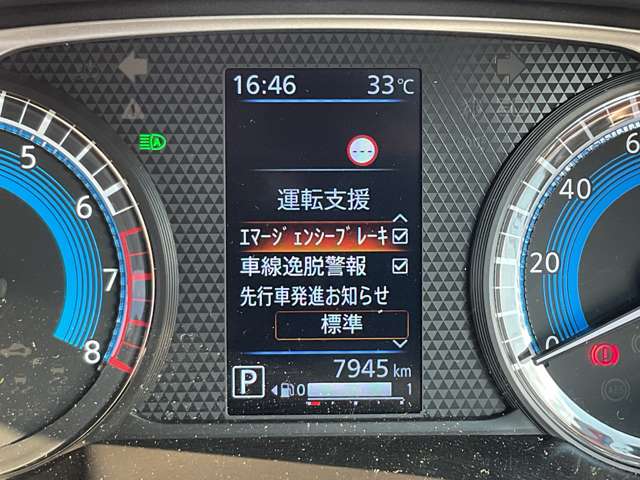 16:46 33℃
---
運転支援
ｴﾏｰｼﾞｪﾝｼｰﾌﾞﾚｰｷ
車線逸脱警報
先行車発進お知らせ
標準
7945 km
P 0 1
5
6
7
8
A
60
40
20
0